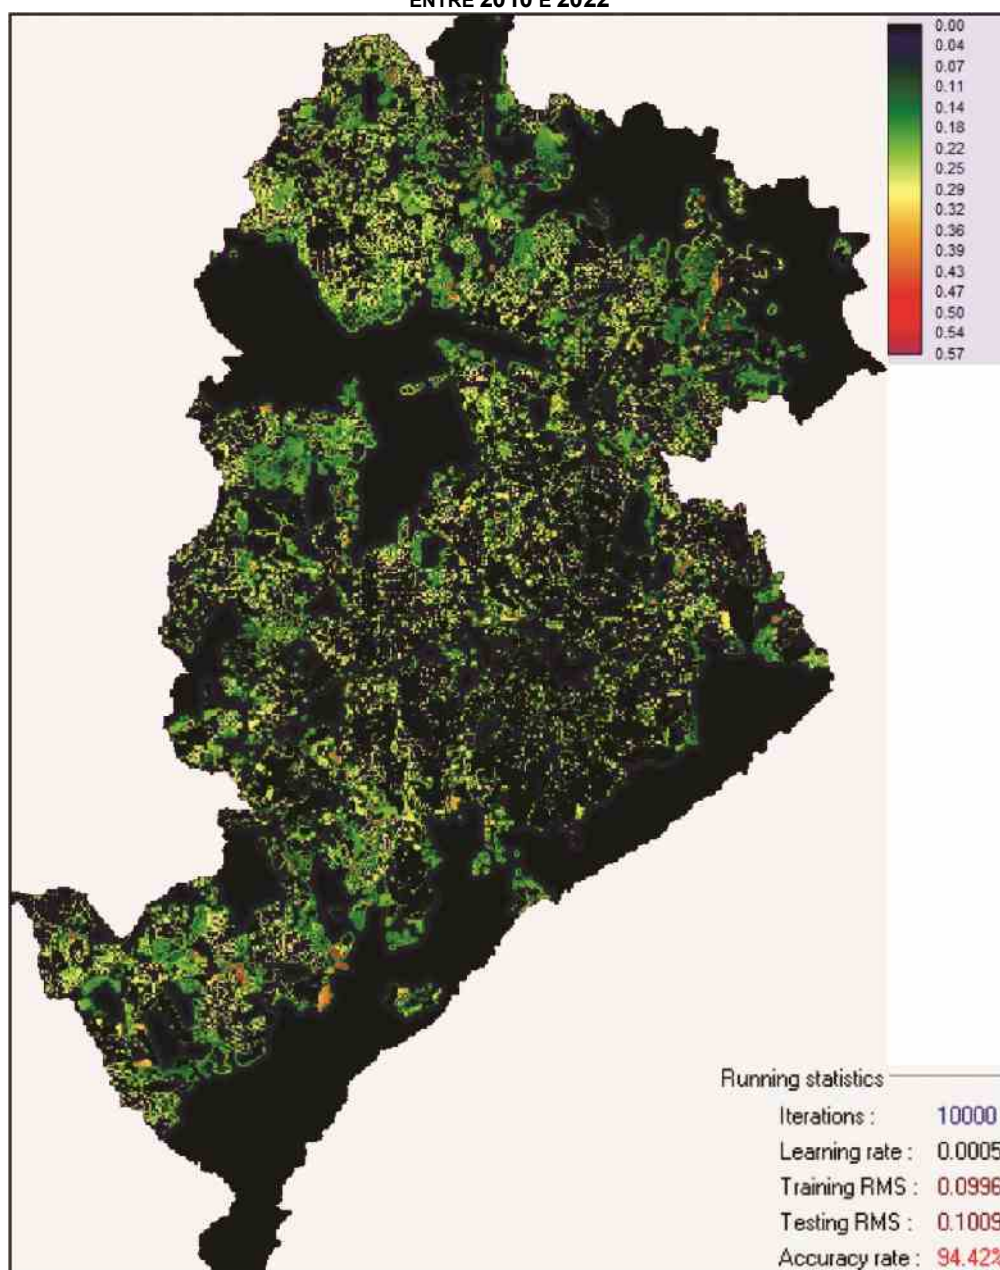 ENTRE 2010 E 2022
0.00
0.04
0.07
0.11
0.14
0.18
0.22
0.25
0.29
0.32
0.36
0.39
0.43
0.47
0.50
0.54
0.57
Running statistics
Iterations : 10000
Learning rate : 0.0005
Training RMS : 0.0996
Testing RMS : 0.1009
Accuracy rate : 94.42%